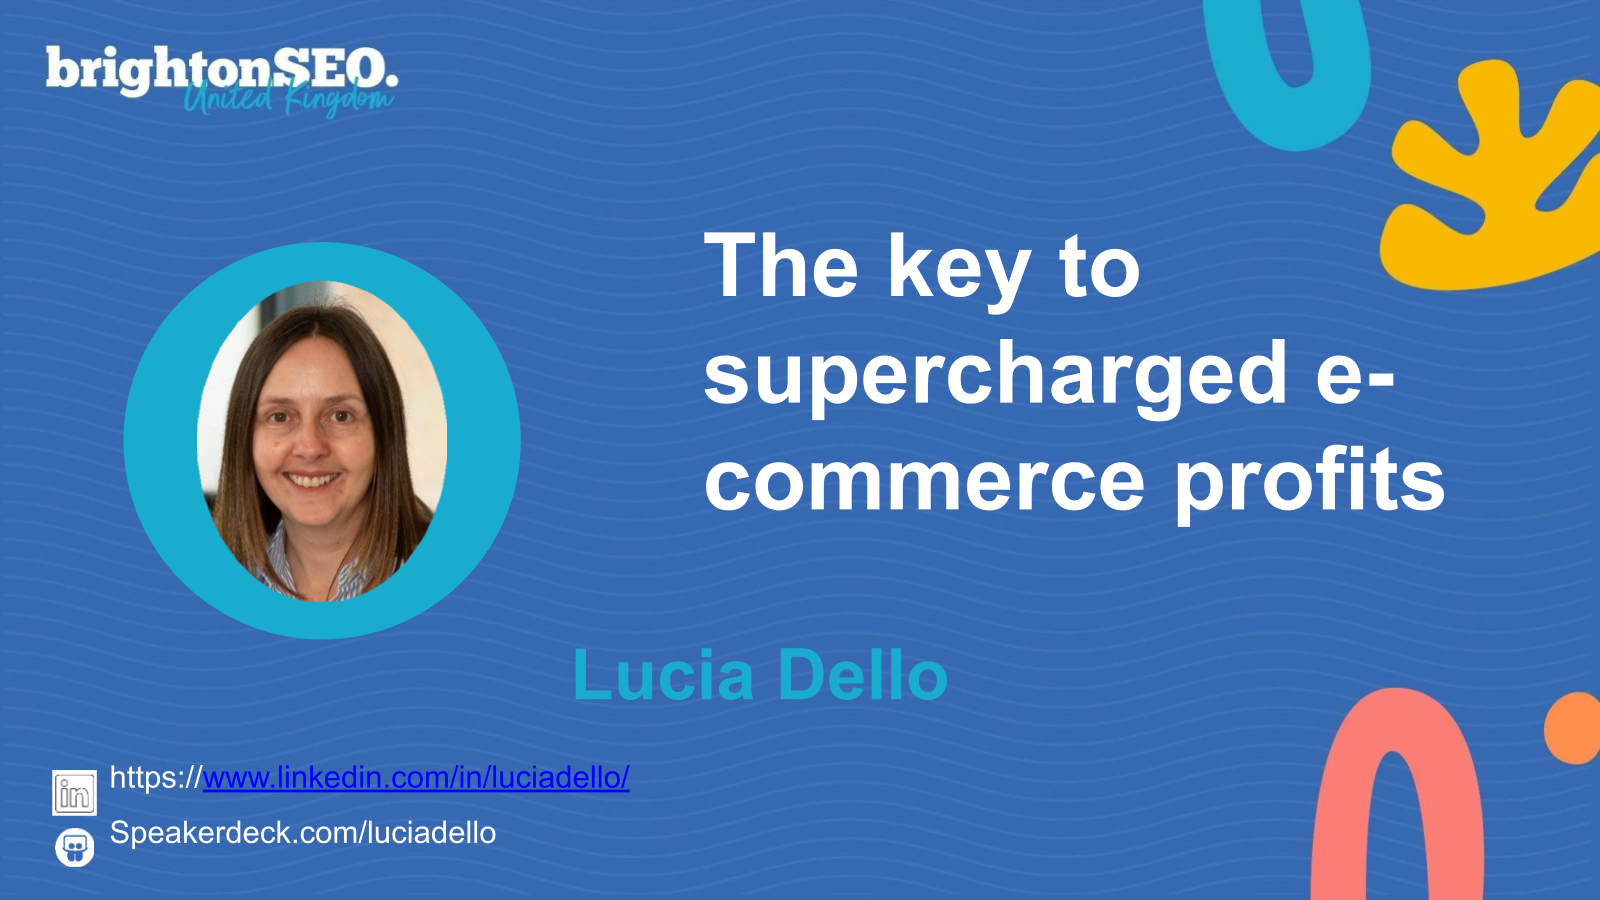 brightonSEO.
United Kingdom
The key to
supercharged e-
commerce profits
Lucia Dello
in
https://www.linkedin.com/in/luciadello/
Speakerdeck.com/luciadello